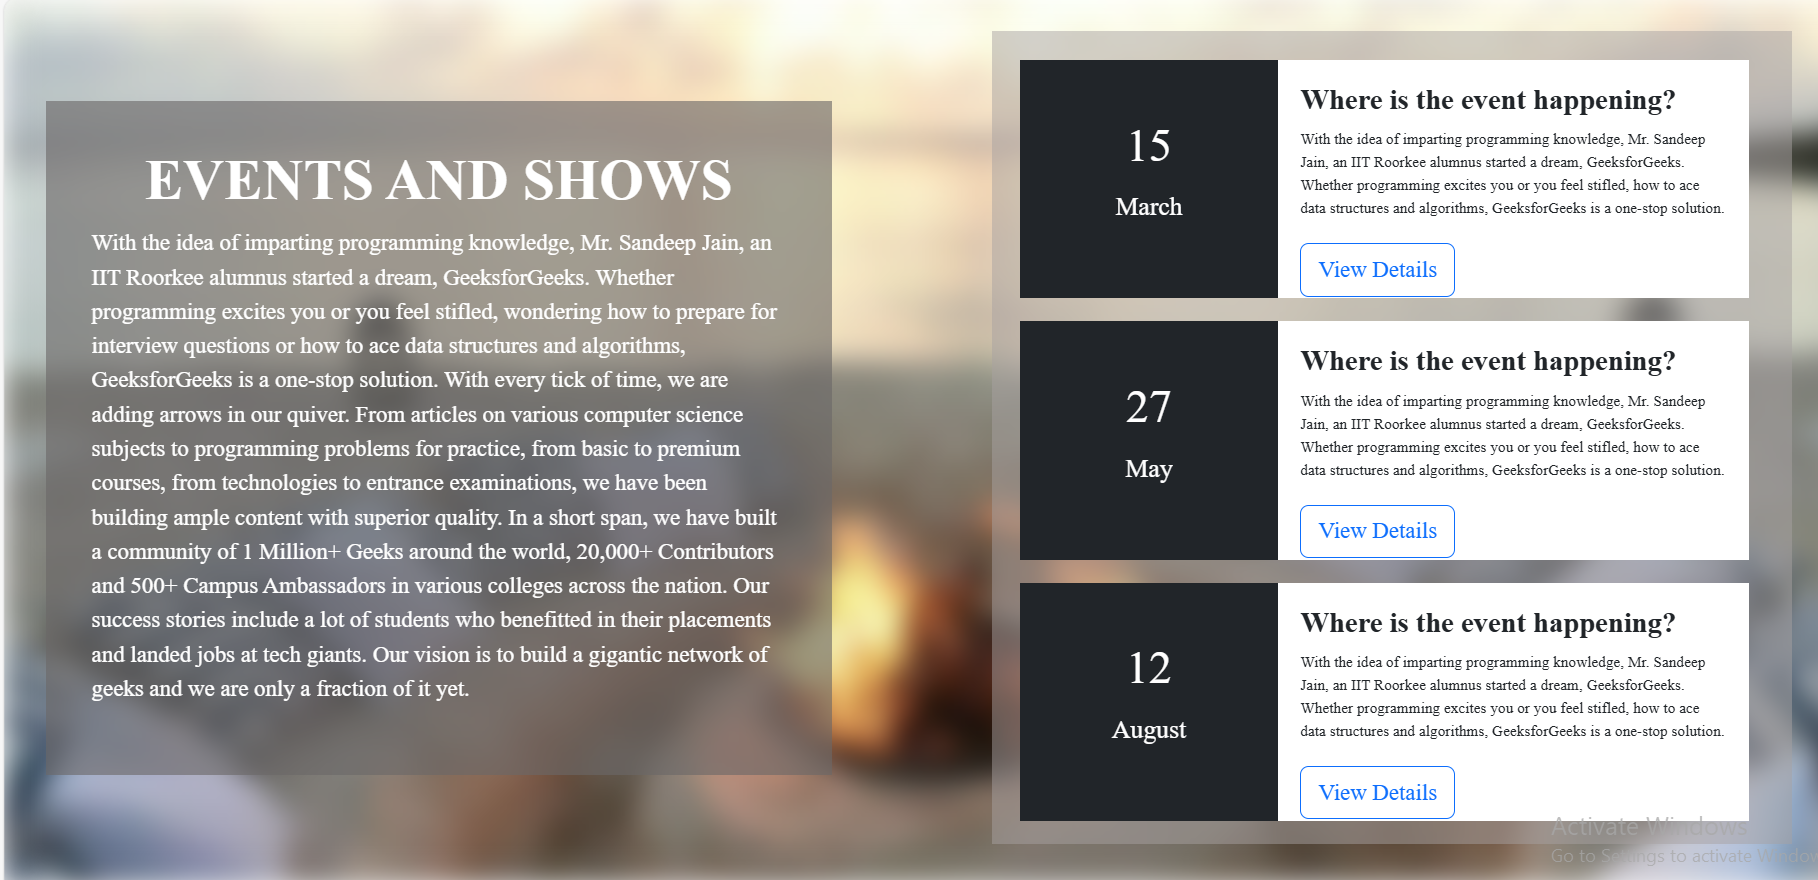 EVENTS AND SHOWS
With the idea of imparting programming knowledge, Mr. Sandeep Jain, an
IIT Roorkee alumnus started a dream, GeeksforGeeks. Whether
programming excites you or you feel stifled, wondering how to prepare for
interview questions or how to ace data structures and algorithms,
GeeksforGeeks is a one-stop solution. With every tick of time, we are
adding arrows in our quiver. From articles on various computer science
subjects to programming problems for practice, from basic to premium
courses, from technologies to entrance examinations, we have been
building ample content with superior quality. In a short span, we have built
a community of 1 Million+ Geeks around the world, 20,000+ Contributors
and 500+ Campus Ambassadors in various colleges across the nation. Our
success stories include a lot of students who benefitted in their placements
and landed jobs at tech giants. Our vision is to build a gigantic network of
geeks and we are only a fraction of it yet.
15
March
Where is the event happening?
With the idea of imparting programming knowledge, Mr. Sandeep
Jain, an IIT Roorkee alumnus started a dream, GeeksforGeeks.
Whether programming excites you or you feel stifled, how to ace
data structures and algorithms, GeeksforGeeks is a one-stop solution.
View Details
27
May
Where is the event happening?
With the idea of imparting programming knowledge, Mr. Sandeep
Jain, an IIT Roorkee alumnus started a dream, GeeksforGeeks.
Whether programming excites you or you feel stifled, how to ace
data structures and algorithms, GeeksforGeeks is a one-stop solution.
View Details
12
August
Where is the event happening?
With the idea of imparting programming knowledge, Mr. Sandeep
Jain, an IIT Roorkee alumnus started a dream, GeeksforGeeks.
Whether programming excites you or you feel stifled, how to ace
data structures and algorithms, GeeksforGeeks is a one-stop solution.
View Details
Activate Windows
Go to Settings to activate Window